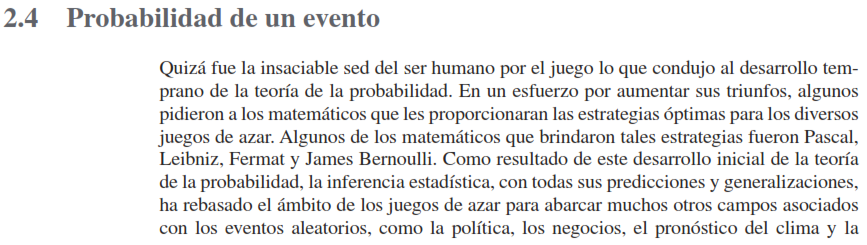 2.4 Probabilidad de un evento
Quizá fue la insaciable sed del ser humano por el juego lo que condujo al desarrollo tem-
prano de la teoría de la probabilidad. En un esfuerzo por aumentar sus triunfos, algunos
pidieron a los matemáticos que les proporcionaran las estrategias óptimas para los diversos
juegos de azar. Algunos de los matemáticos que brindaron tales estrategias fueron Pascal,
Leibniz, Fermat y James Bernoulli. Como resultado de este desarrollo inicial de la teoría
de la probabilidad, la inferencia estadística, con todas sus predicciones y generalizaciones,
ha rebasado el ámbito de los juegos de azar para abarcar muchos otros campos asociados
con los eventos aleatorios, como la política, los negocios, el pronóstico del clima y la